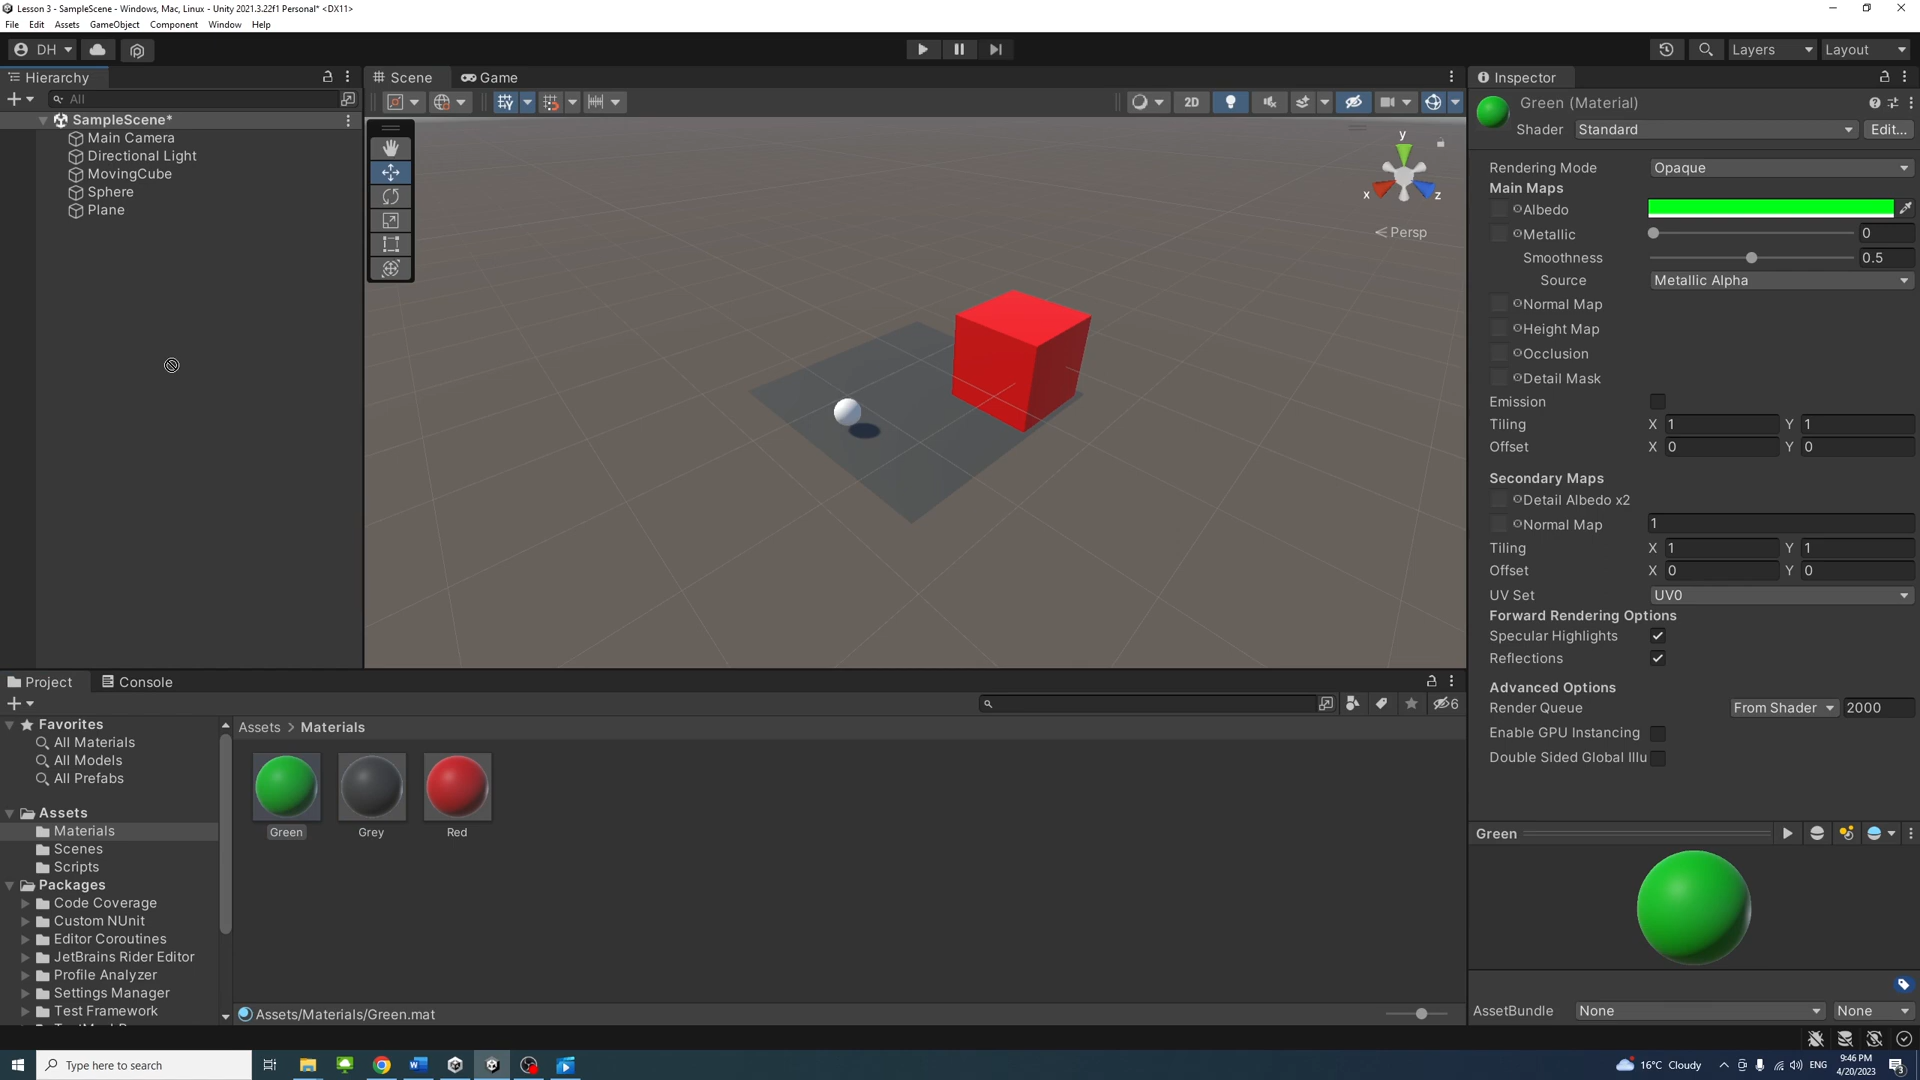 Lesson 3 - SampleScene - Windows, Mac, Linux - Unity 2021.3.22f1 Personal* <DX11>
File Edit Assets GameObject Component Window Help
DH
Layers Layout
Hierarchy
All
SampleScene*
Main Camera
Directional Light
MovingCube
Sphere
Plane
Scene Game
2D
y
x z
Persp
Inspector
Green (Material)
Shader Standard Edit...
Rendering Mode Opaque
Main Maps
Albedo
Metallic 0
Smoothness 0.5
Source Metallic Alpha
Normal Map
Height Map
Occlusion
Detail Mask
Emission
Tiling X 1 Y 1
Offset X 0 Y 0
Secondary Maps
Detail Albedo x2
Normal Map 1
Tiling X 1 Y 1
Offset X 0 Y 0
UV Set UV0
Forward Rendering Options
Specular Highlights
Reflections
Advanced Options
Render Queue From Shader 2000
Enable GPU Instancing
Double Sided Global Illu
Green
AssetBundle None None
Project Console
6
Favorites
All Materials
All Models
All Prefabs
Assets
Materials
Scenes
Scripts
Packages
Code Coverage
Custom NUnit
Editor Coroutines
JetBrains Rider Editor
Profile Analyzer
Settings Manager
Test Framework
Assets > Materials
Green Grey Red
Assets/Materials/Green.mat
Type here to search
16°C Cloudy
ENG
9:46 PM
4/20/2023
3